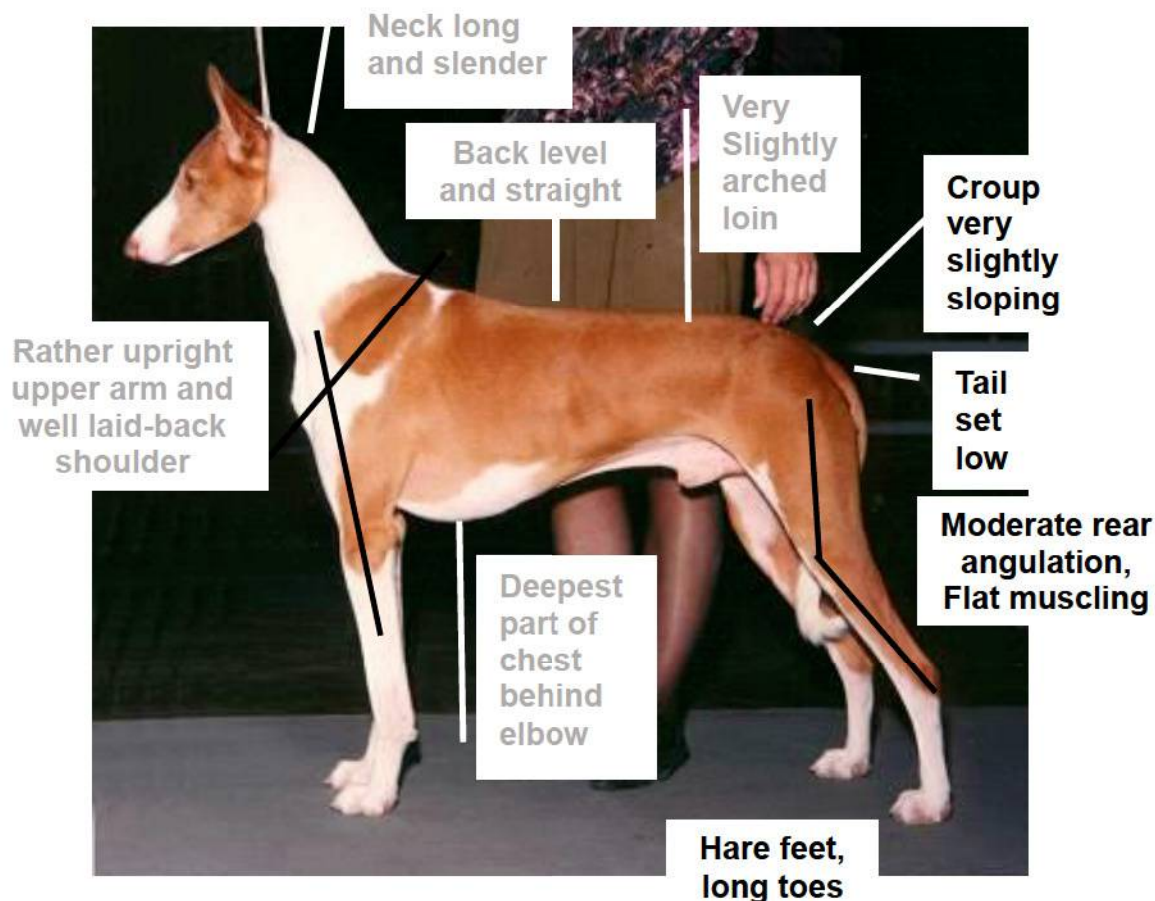 Neck long
and slender
Back level
and straight
Very
Slightly
arched
loin
Croup
very
slightly
sloping
Rather upright
upper arm and
well laid-back
shoulder
Tail
set
low
Moderate rear
angulation,
Flat muscling
Deepest
part of
chest
behind
elbow
Hare feet,
long toes